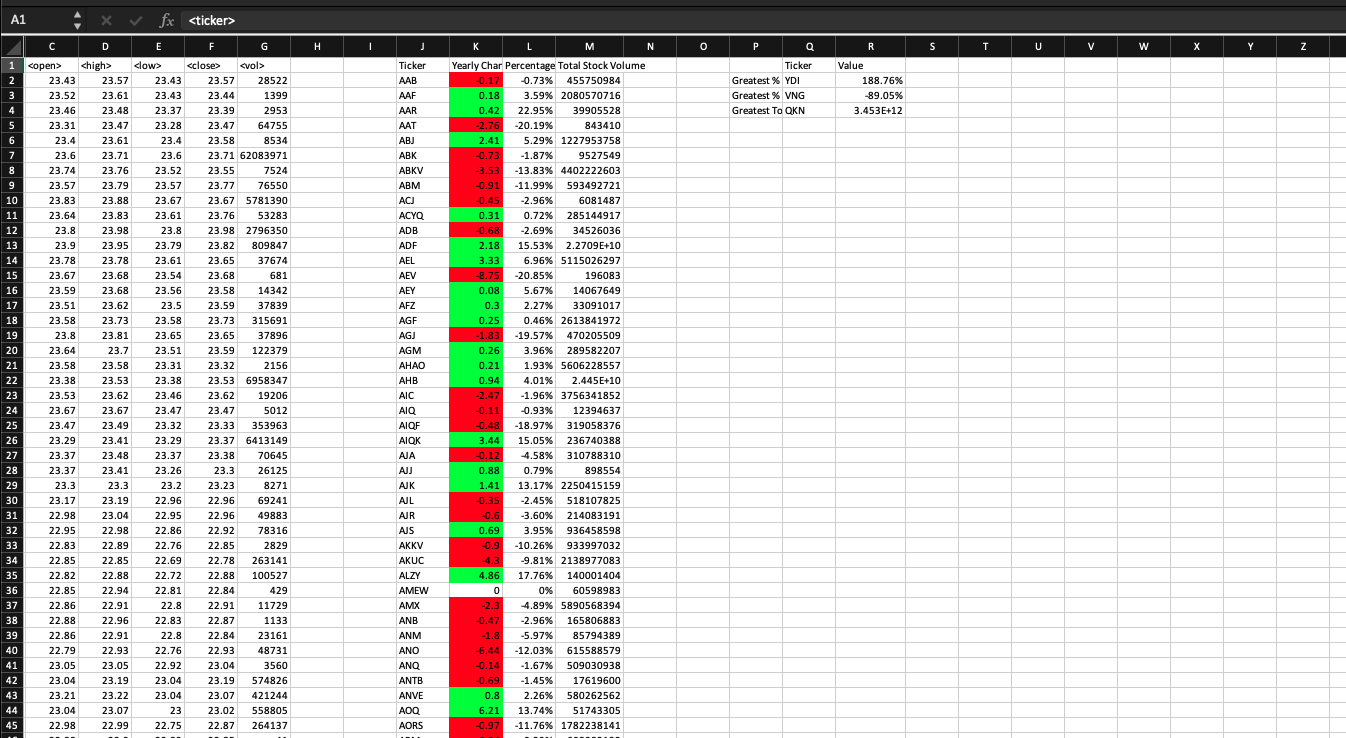 A1 fx <ticker>
C D E F G H I J K L M N O P Q R S T U V W X Y Z
1 <open> <high> <low> <close> <vol> Ticker Yearly Char Percentage Total Stock Volume Ticker Value
2 23.43 23.57 23.43 23.57 28522 AAB -0.17 -0.73% 455750984 Greatest % YDI 188.76%
3 23.52 23.61 23.43 23.44 1399 AAF 0.18 3.59% 2080570716 Greatest % VNG -89.05%
4 23.46 23.48 23.37 23.39 2953 AAR 0.42 22.95% 39905528 Greatest To QKN 3.453E+12
5 23.31 23.47 23.28 23.47 64755 AAT -2.76 -20.19% 843410
6 23.4 23.61 23.4 23.58 8534 ABJ 2.41 5.29% 1227953758
7 23.6 23.71 23.6 23.71 62083971 ABK -0.73 -1.87% 9527549
8 23.74 23.76 23.52 23.55 7524 ABKV -3.53 -13.83% 4402222603
9 23.57 23.79 23.57 23.77 76550 ABM -0.91 -11.99% 593492721
10 23.83 23.88 23.67 23.67 5781390 ACJ -0.45 -2.96% 6081487
11 23.64 23.83 23.61 23.76 53283 ACYQ 0.31 0.72% 285144917
12 23.8 23.98 23.8 23.98 2796350 ADB -0.68 -2.69% 34526036
13 23.9 23.95 23.79 23.82 809847 ADF 2.18 15.53% 2.2709E+10
14 23.78 23.78 23.61 23.65 37674 AEL 3.33 6.96% 5115026297
15 23.67 23.68 23.54 23.68 681 AEV -8.75 -20.85% 196083
16 23.59 23.68 23.56 23.58 14342 AEY 0.08 5.67% 14067649
17 23.51 23.62 23.5 23.59 37839 AFZ 0.3 2.27% 33091017
18 23.58 23.73 23.58 23.73 315691 AGF 0.25 0.46% 2613841972
19 23.8 23.81 23.65 23.65 37896 AGJ -1.83 -19.57% 470205509
20 23.64 23.7 23.51 23.59 122379 AGM 0.26 3.96% 289582207
21 23.58 23.58 23.31 23.32 2156 AHAO 0.21 1.93% 5606228557
22 23.38 23.53 23.38 23.53 6958347 AHB 0.94 4.01% 2.445E+10
23 23.53 23.62 23.46 23.62 19206 AIC -2.47 -1.96% 3756341852
24 23.67 23.67 23.47 23.47 5012 AIQ -0.11 -0.93% 12394637
25 23.47 23.49 23.32 23.33 353963 AIQF -0.48 -18.97% 319058376
26 23.29 23.41 23.29 23.37 6413149 AIQK 3.44 15.05% 236740388
27 23.37 23.48 23.37 23.38 70645 AJA -0.12 -4.58% 310788310
28 23.37 23.41 23.26 23.3 26125 AJJ 0.88 0.79% 898554
29 23.3 23.3 23.2 23.23 8271 AJK 1.41 13.17% 2250415159
30 23.17 23.19 22.96 22.96 69241 AJL -0.35 -2.45% 518107825
31 22.98 23.04 22.95 22.96 49883 AJR -0.6 -3.60% 214083191
32 22.95 22.98 22.86 22.92 78316 AJS 0.69 3.95% 936458598
33 22.83 22.89 22.76 22.85 2829 AKKV -0.9 -10.26% 933997032
34 22.85 22.85 22.69 22.78 263141 AKUC -4.3 -9.81% 2138977083
35 22.82 22.88 22.72 22.88 100527 ALZY 4.86 17.76% 140001404
36 22.85 22.94 22.81 22.84 429 AMEW 0 0% 60598983
37 22.86 22.91 22.8 22.91 11729 AMX -2.3 -4.89% 5890568394
38 22.88 22.96 22.83 22.87 1133 ANB -0.47 -2.96% 165806883
39 22.86 22.91 22.8 22.84 23161 ANM -1.8 -5.97% 85794389
40 22.79 22.93 22.76 22.93 48731 ANO -6.44 -12.03% 615588579
41 23.05 23.05 22.92 23.04 3560 ANQ -0.14 -1.67% 509030938
42 23.04 23.19 23.04 23.19 574826 ANTB -0.69 -1.45% 17619600
43 23.21 23.22 23.04 23.07 421244 ANVE 0.8 2.26% 580262562
44 23.04 23.07 23 23.02 558805 AOQ 6.21 13.74% 51743305
45 22.98 22.99 22.75 22.87 264137 AORS -0.97 -11.76% 1782238141